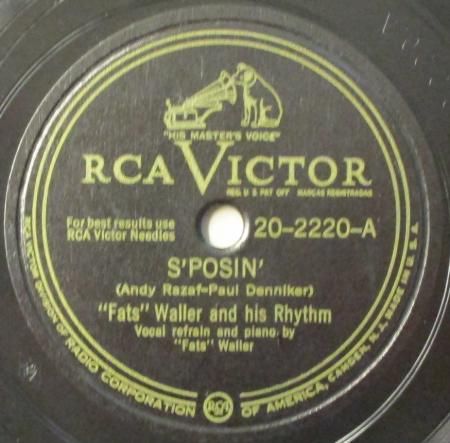 "HIS MASTER'S VOICE"
RCA VICTOR
REG. U S PAT OFF MARCAS REGISTRADAS
For best results use
RCA Victor Needles
20-2220-A
S'POSIN'
(Andy Razaf-Paul Denniker)
"Fats" Waller and his Rhythm
Vocal refrain and piano by
"Fats" Waller
RCA VICTOR DIVISION OF RADIO CORPORATION OF AMERICA, CAMDEN, N. J. MADE IN U. S. A.
RCA